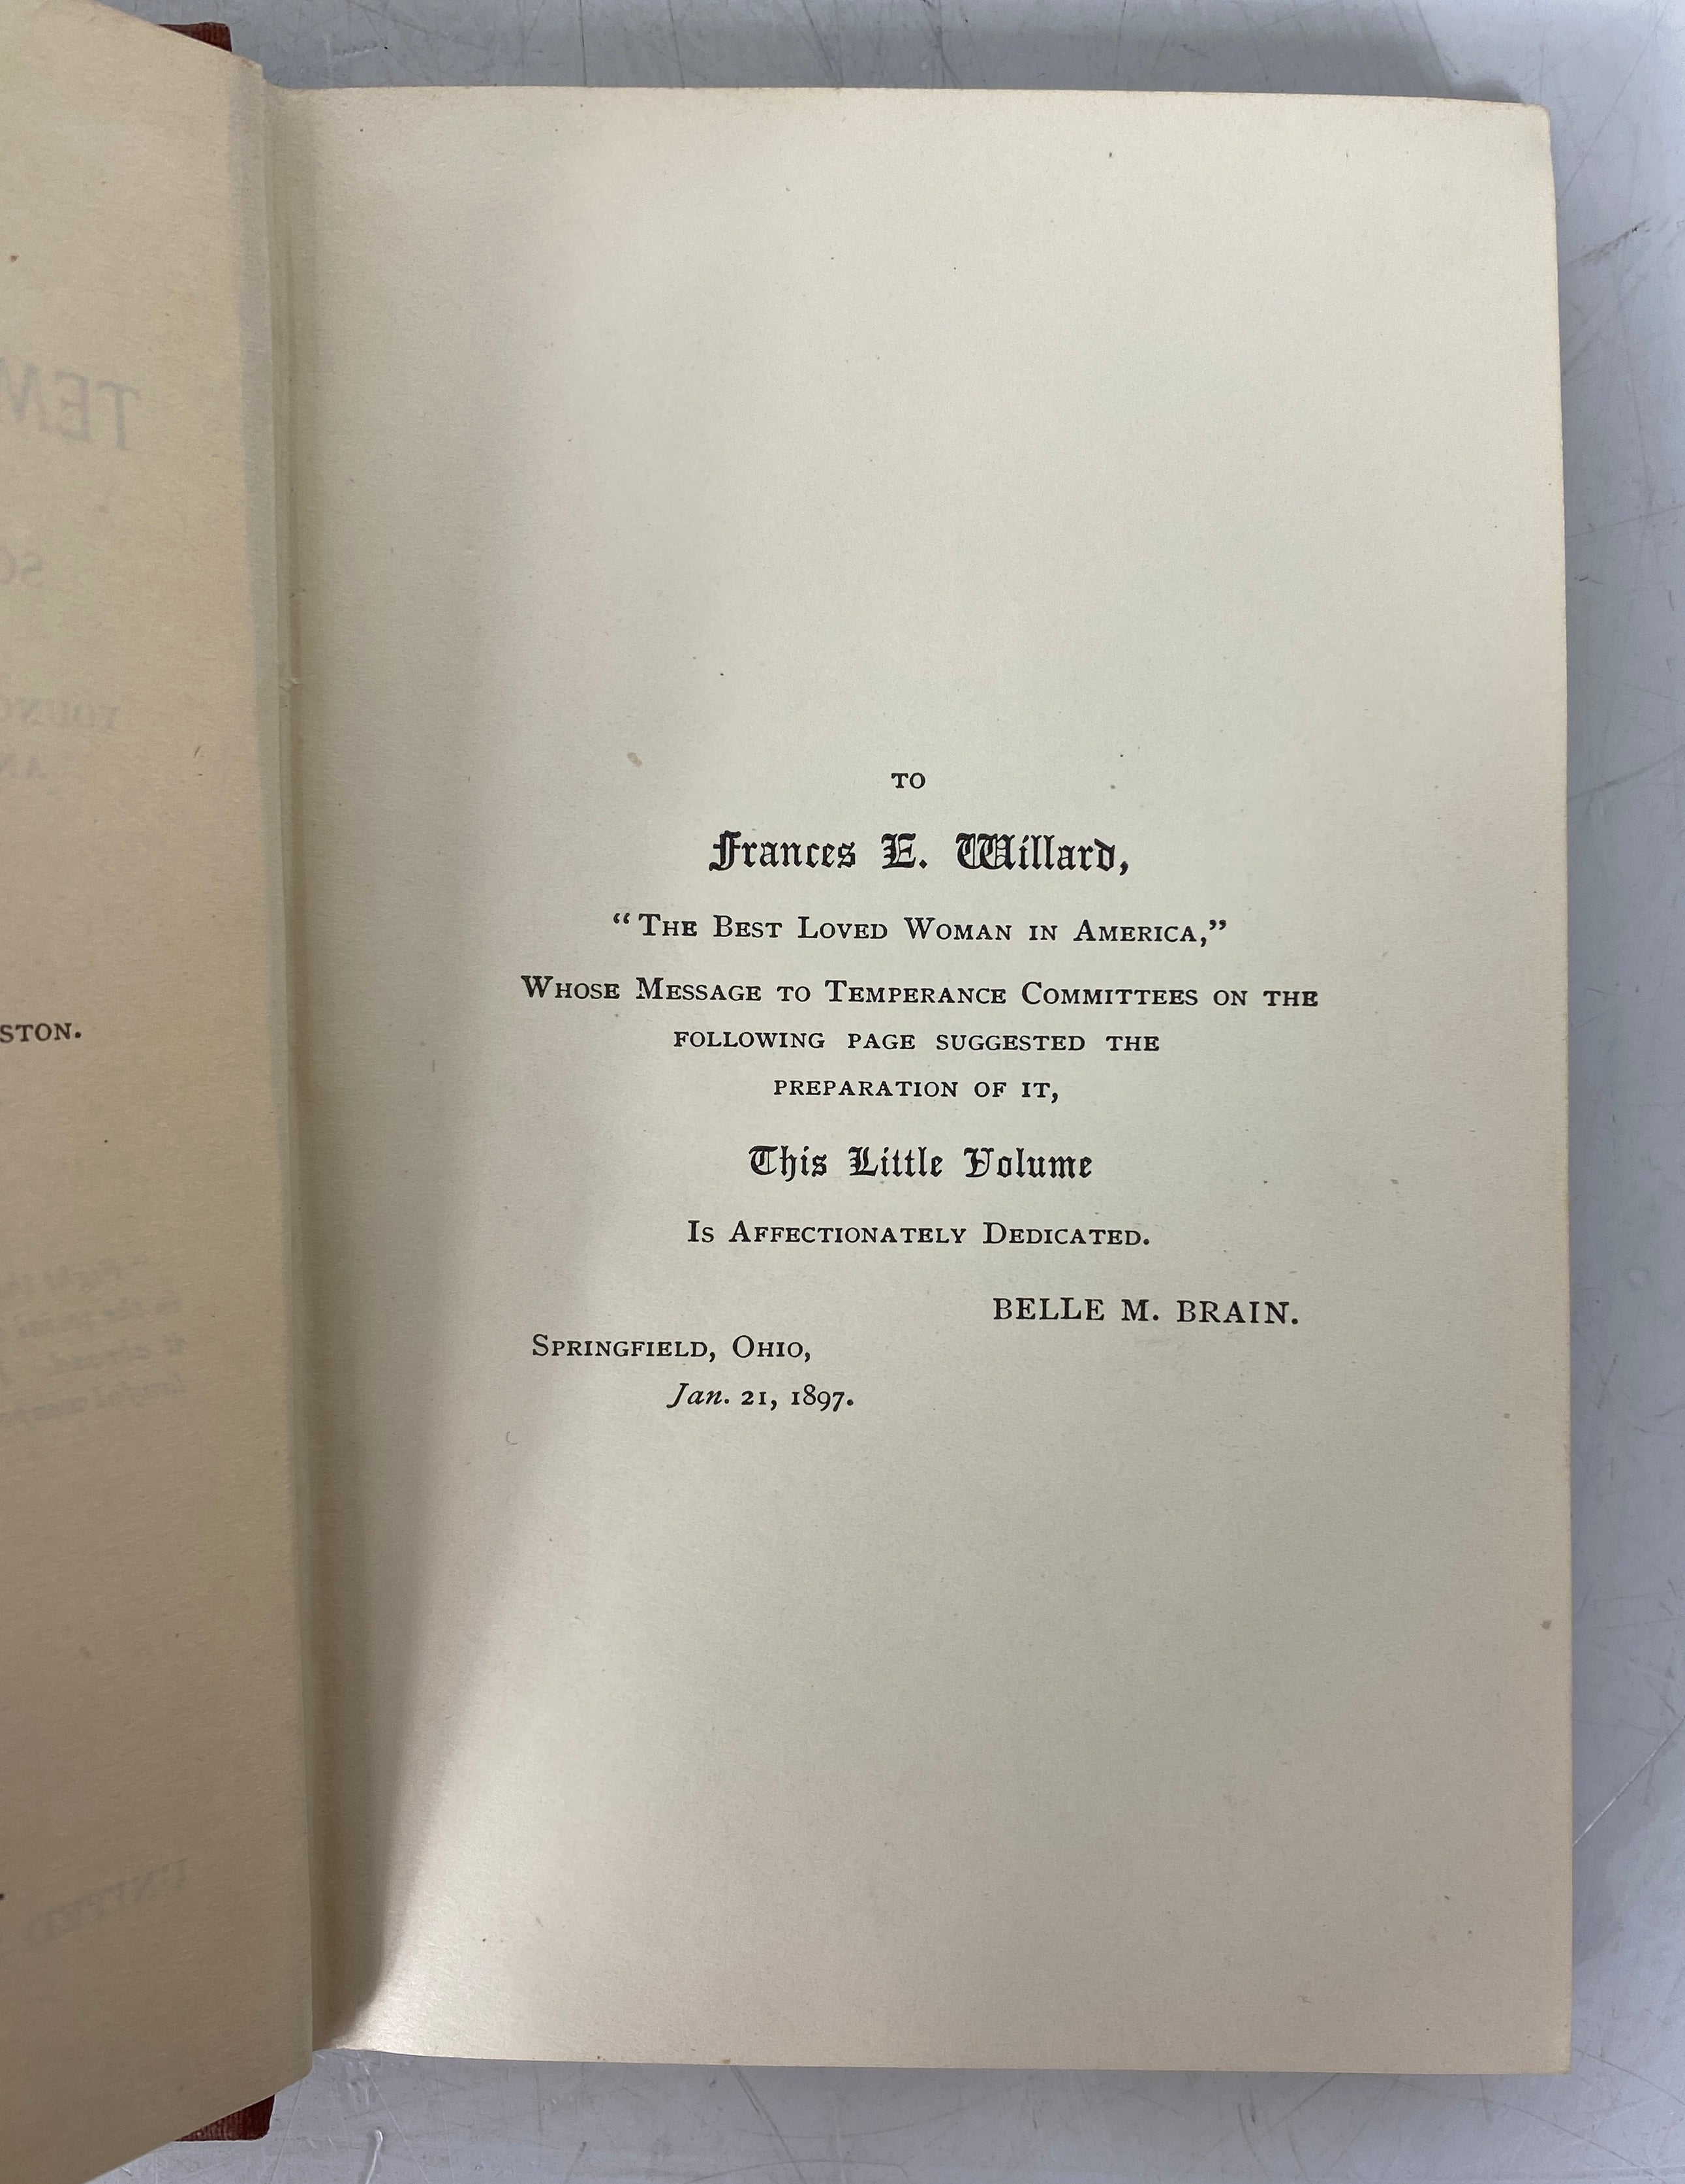 STON.
TO
Frances E. Willard,
"The Best Loved Woman in America,"
Whose Message to Temperance Committees on the
following page suggested the
preparation of it,
This Little Volume
Is Affectionately Dedicated.
BELLE M. BRAIN.
Springfield, Ohio,
Jan. 21, 1897.